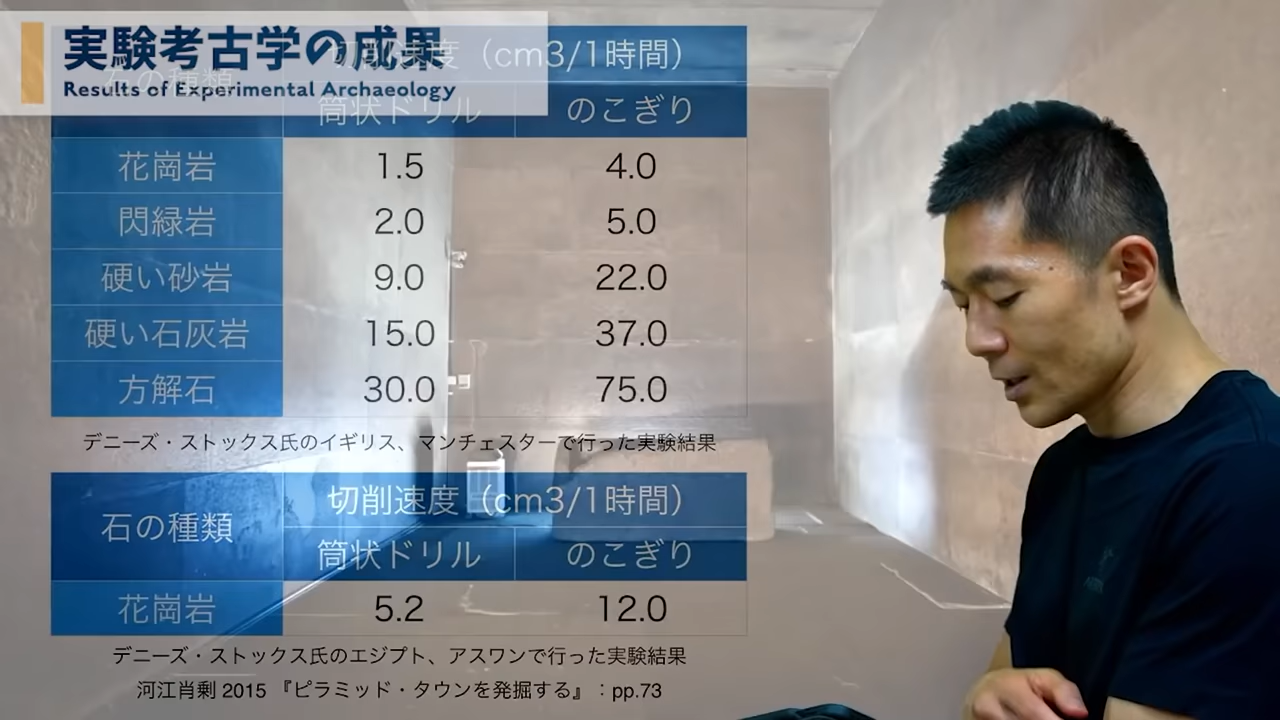 実験考古学の成果
Results of Experimental Archaeology
石の種類
切削速度（cm3/1時間）
筒状ドリル のこぎり
花崗岩 1.5 4.0
閃緑岩 2.0 5.0
硬い砂岩 9.0 22.0
硬い石灰岩 15.0 37.0
方解石 30.0 75.0
デニーズ・ストックス氏のイギリス、マンチェスターで行った実験結果
石の種類
切削速度（cm3/1時間）
筒状ドリル のこぎり
花崗岩 5.2 12.0
デニーズ・ストックス氏のエジプト、アスワンで行った実験結果
河江肖剰 2015 『ピラミッド・タウンを発掘する』：pp.73